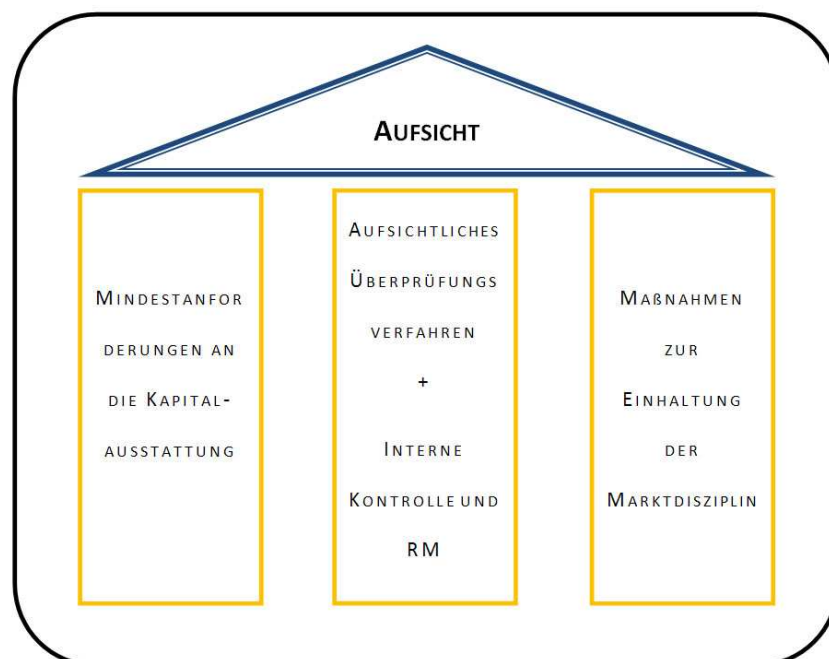 AUFSICHT
MINDESTANFOR
DERUNGEN AN
DIE KAPITAL-
AUSSTATTUNG
AUFSICHTLICHES
ÜBERPRÜFUNGS
VERFAHREN
+
INTERNE
KONTROLLE UND
RM
MAßNAHMEN
ZUR
EINHALTUNG
DER
MARKTDISZIPLIN